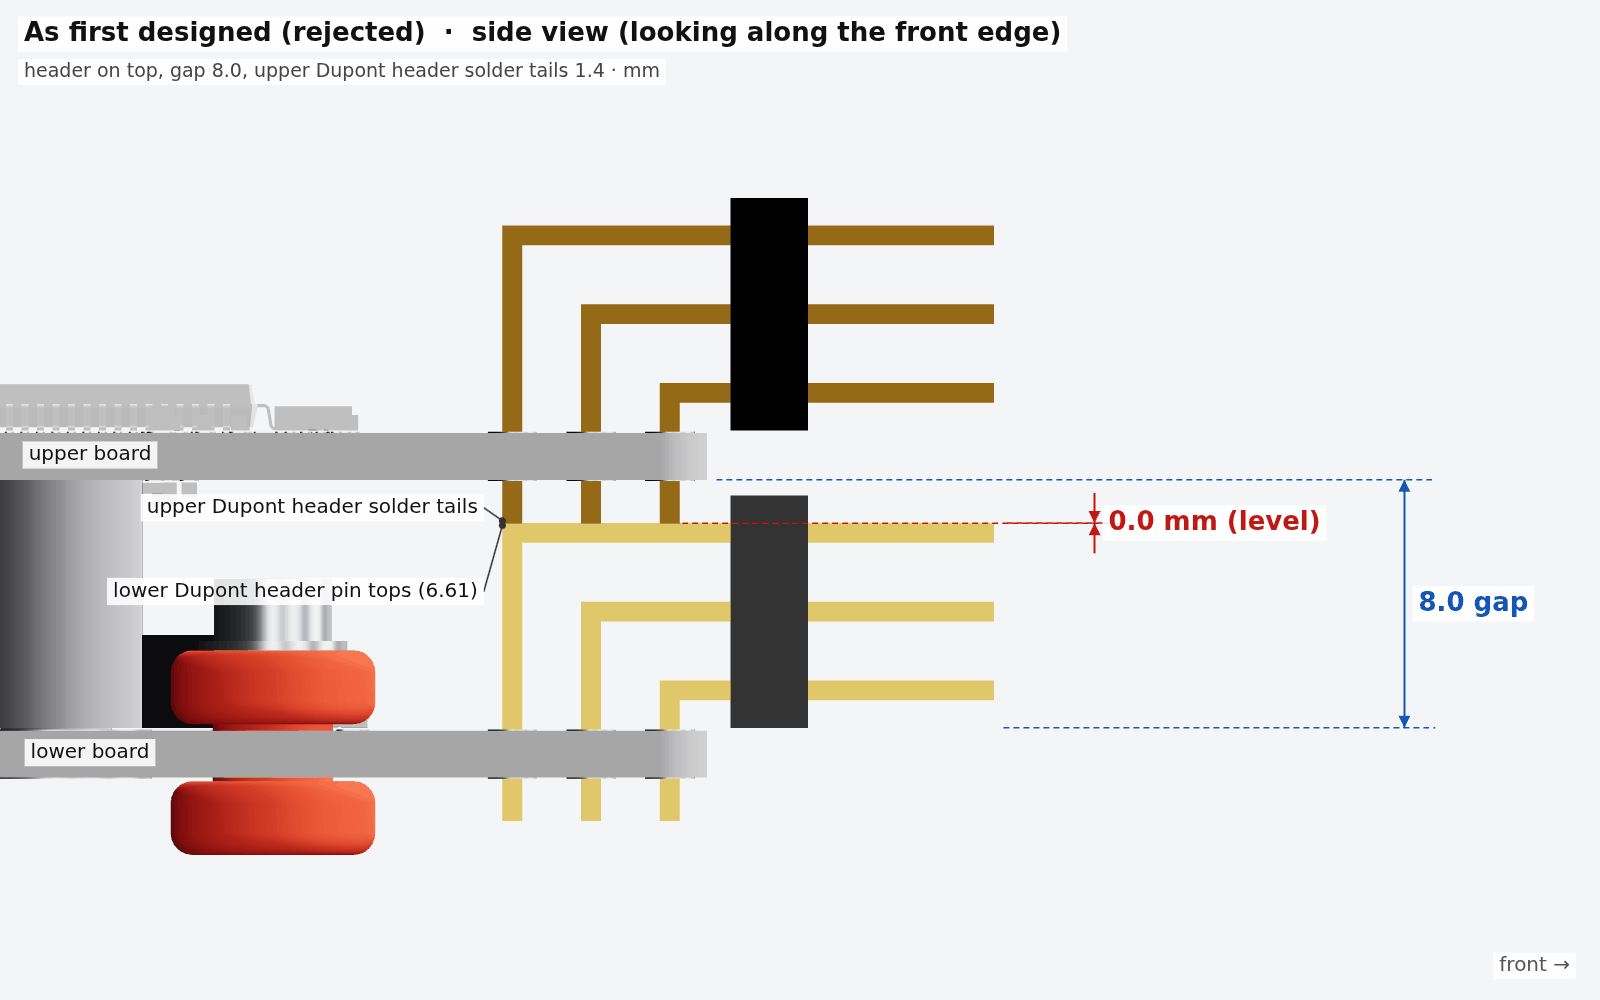 As first designed (rejected) · side view (looking along the front edge)
header on top, gap 8.0, upper Dupont header solder tails 1.4 · mm
upper board
upper Dupont header solder tails
0.0 mm (level)
lower Dupont header pin tops (6.61)
8.0 gap
lower board
front →